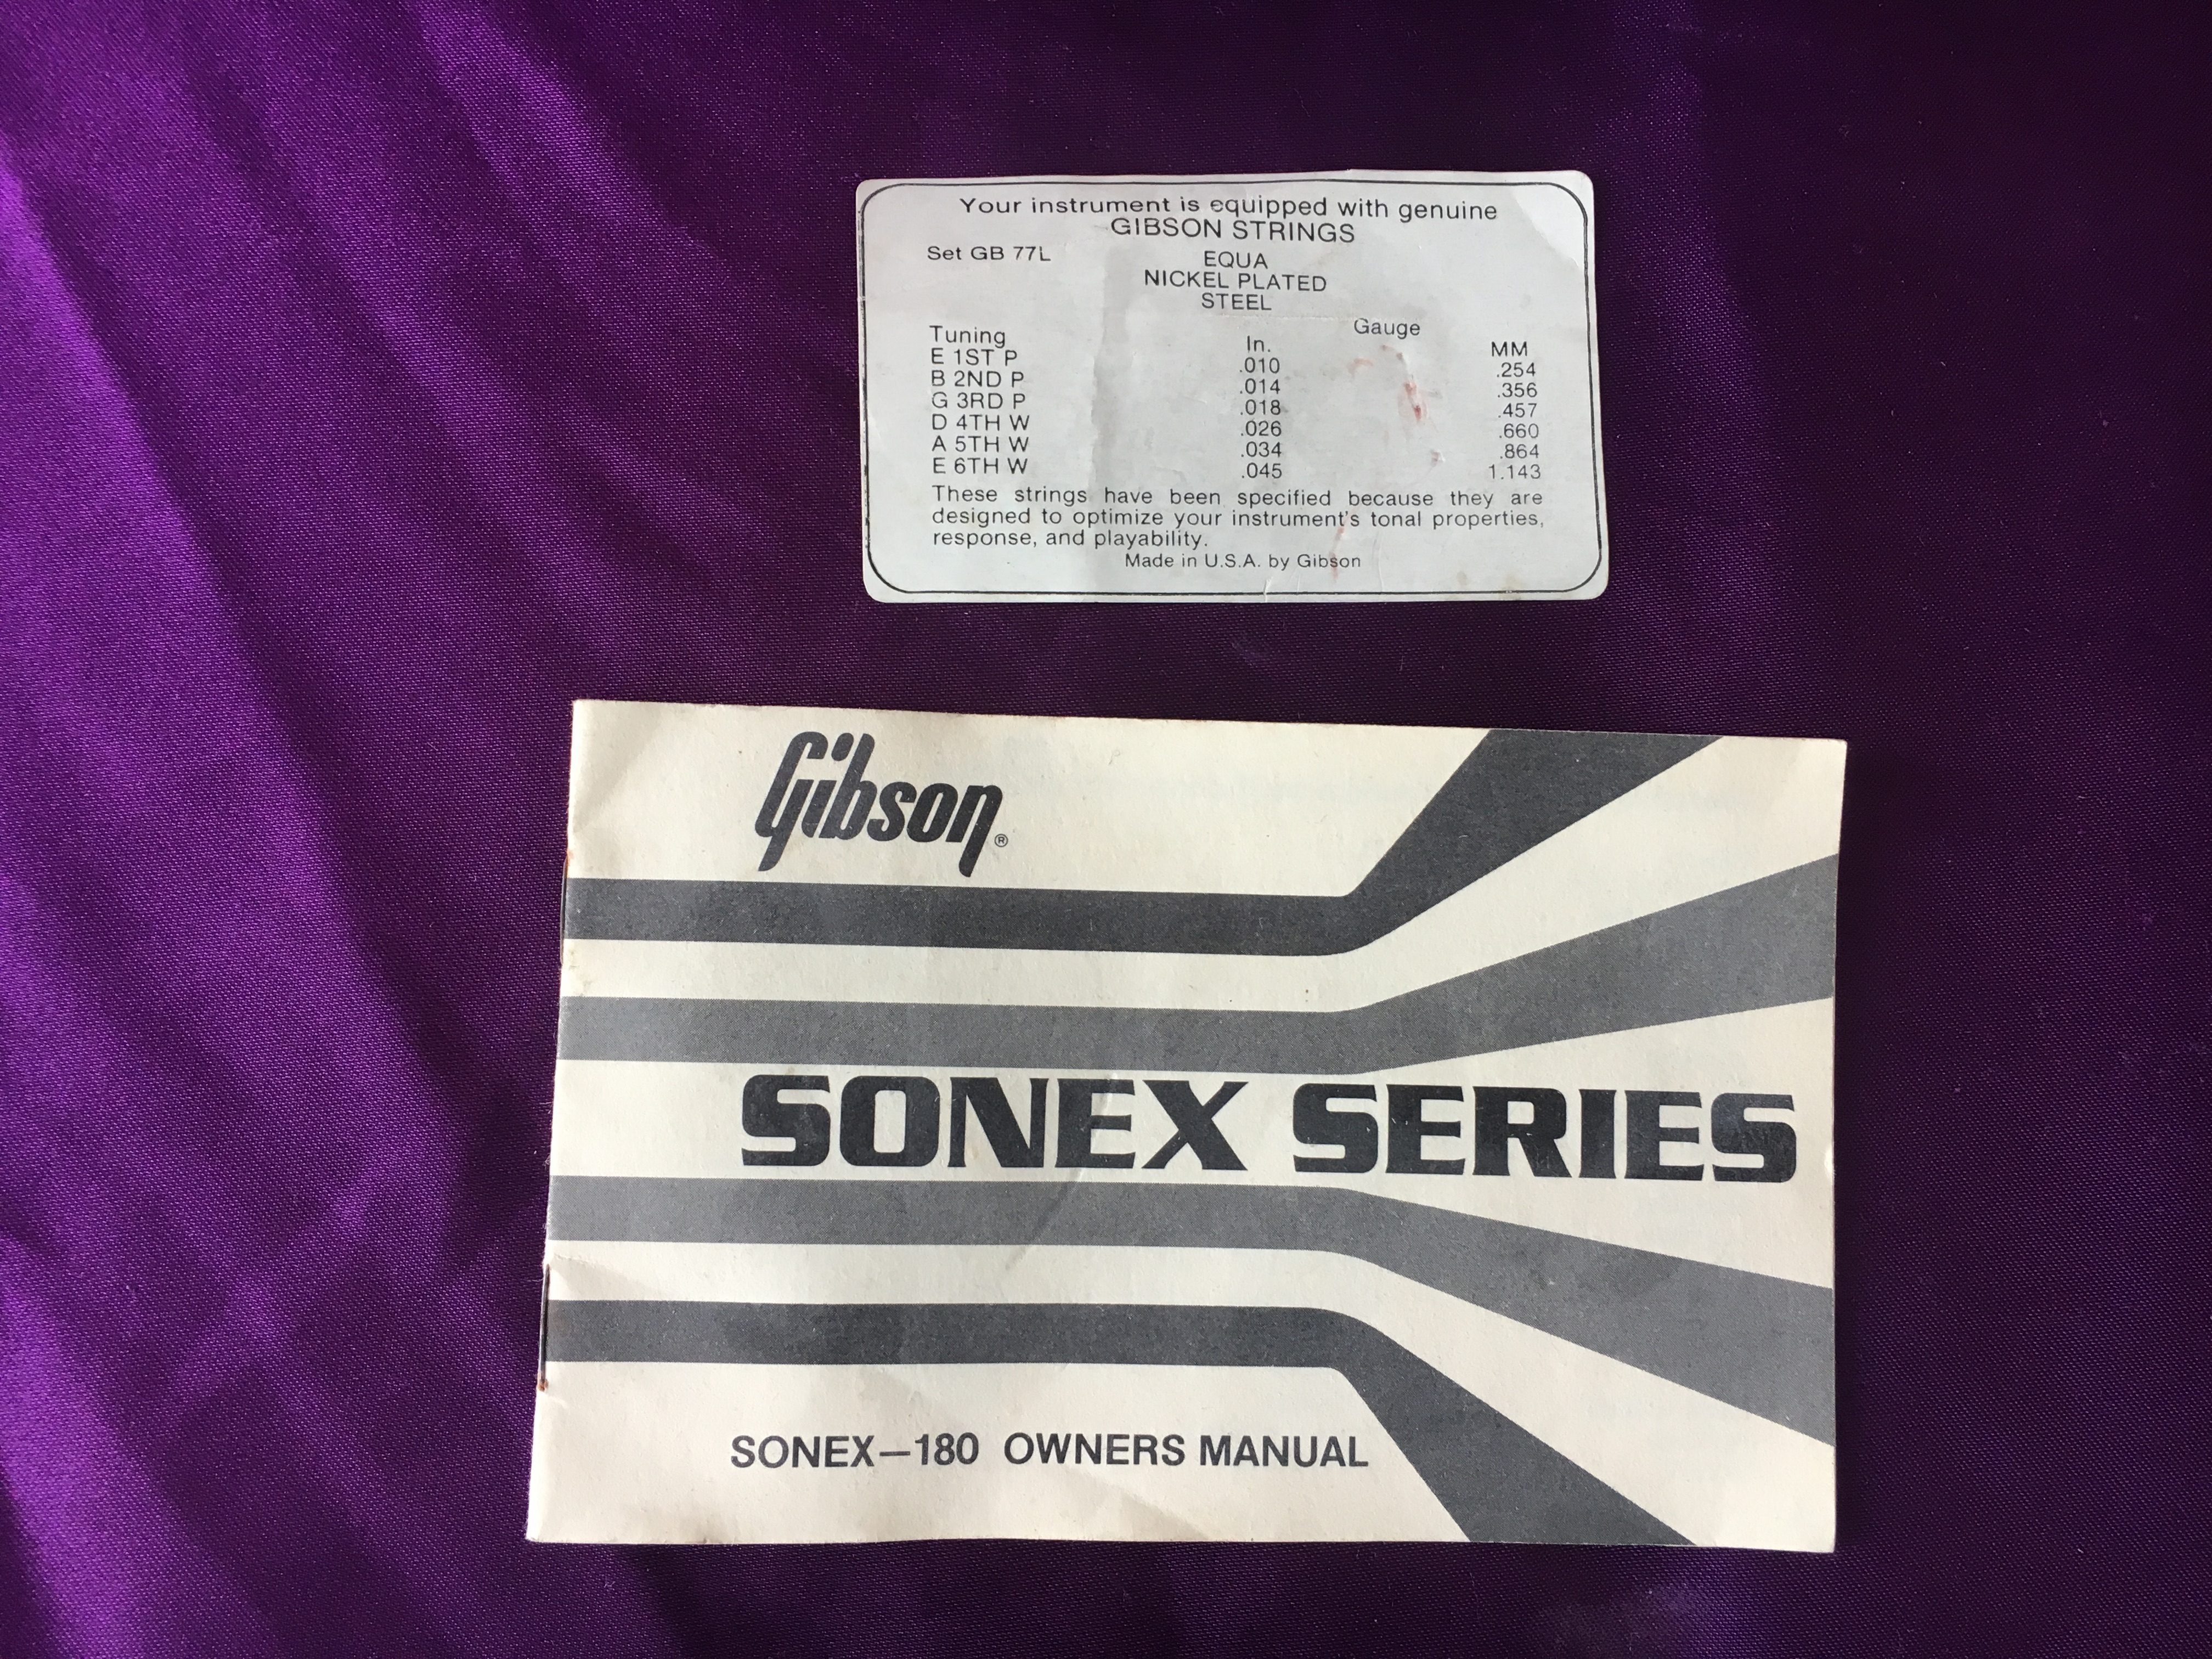 Your instrument is equipped with genuine
GIBSON STRINGS
Set GB 77L
EQUA
NICKEL PLATED
STEEL
Gauge
Tuning In. MM
E 1ST P .010 .254
B 2ND P .014 .356
G 3RD P .018 .457
D 4TH W .026 .660
A 5TH W .034 .864
E 6TH W .045 1.143
These strings have been specified because they are
designed to optimize your instrument's tonal properties,
response, and playability.
Made in U.S.A. by Gibson
Gibson®
SONEX SERIES
SONEX—180 OWNERS MANUAL